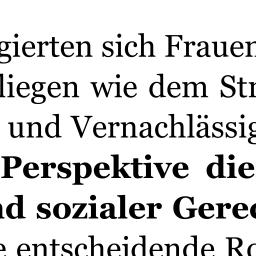 gierten sich Frauen
liegen wie dem Str
und Vernachlässig
Perspektive die
nd sozialer Gerec
e entscheidende Ro